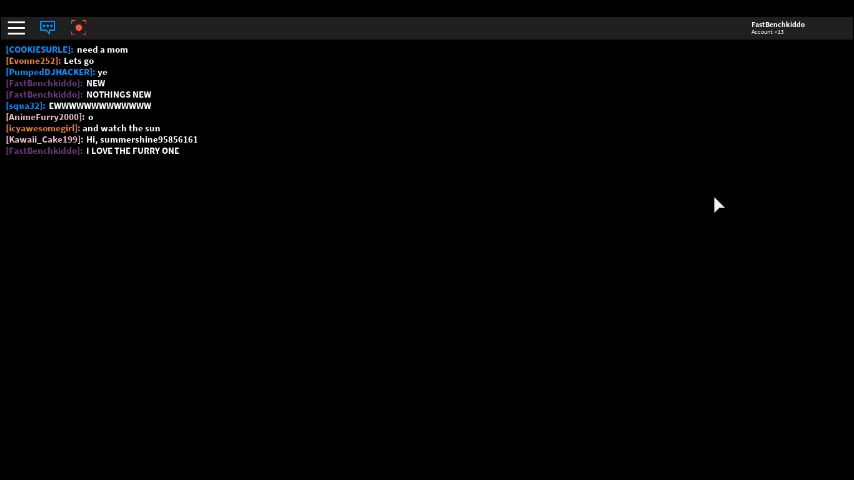 FastBenchkiddo
Account: <13
[COOKIESURLE]: need a mom
[Evonne252]: Lets go
[PumpedDJHACKER]: ye
[FastBenchkiddo]: NEW
[FastBenchkiddo]: NOTHINGS NEW
[squa32]: EWWWWWWWWWWWWW
[AnimeFurry2000]: o
[icyawesomegirl]: and watch the sun
[Kawaii_Cake199]: Hi, summershine95856161
[FastBenchkiddo]: I LOVE THE FURRY ONE